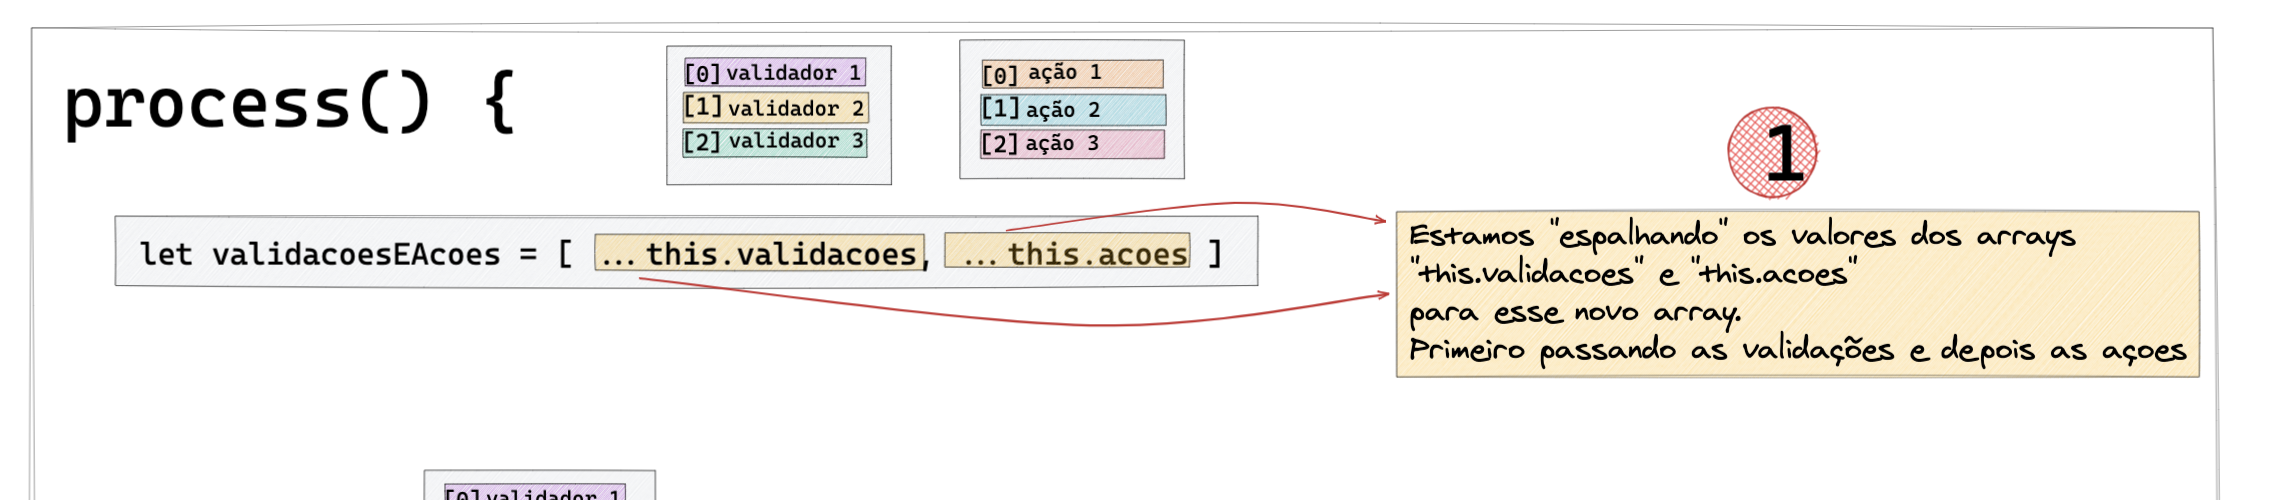 process() {
[0] validador 1
[1] validador 2
[2] validador 3
[0] ação 1
[1] ação 2
[2] ação 3
1
let validacoesEAcoes = [ ... this.validacoes, ... this.acoes ]
Estamos "espalhando" os valores dos arrays
"this.validacoes" e "this.acoes"
para esse novo array.
Primeiro passando as validações e depois as açoes
[0] validador 1